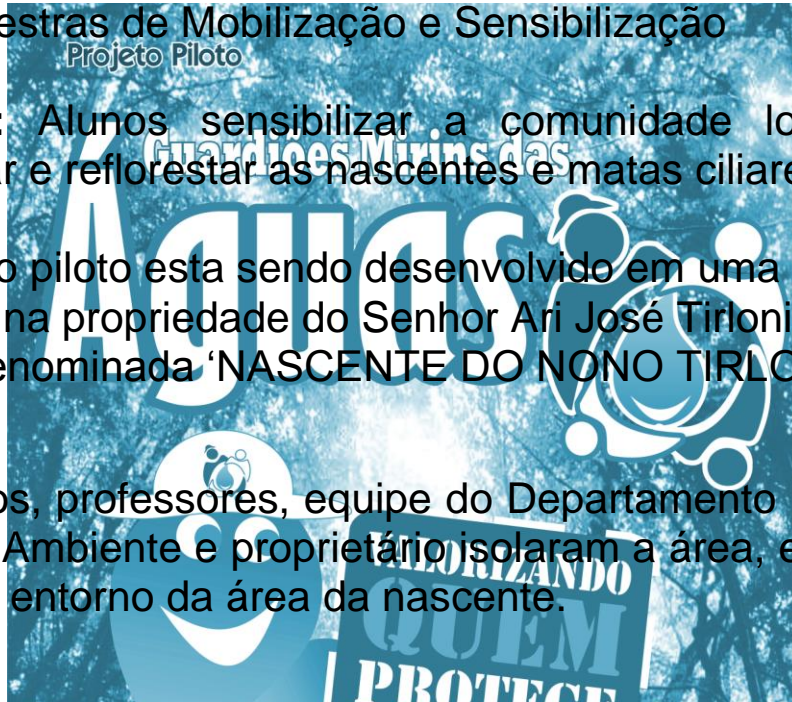 estras de Mobilização e Sensibilização
Projeto Piloto
: Alunos sensibilizar a comunidade lo
Guardiões Mirins das
r e reflorestar as nascentes e matas ciliare
Águas
o piloto esta sendo desenvolvido em uma
na propriedade do Senhor Ari José Tirloni
enominada ‘NASCENTE DO NONO TIRLO
os, professores, equipe do Departamento
Ambiente e proprietário isolaram a área, e
VALORIZANDO
entorno da área da nascente.
QUEM
PROTEGE